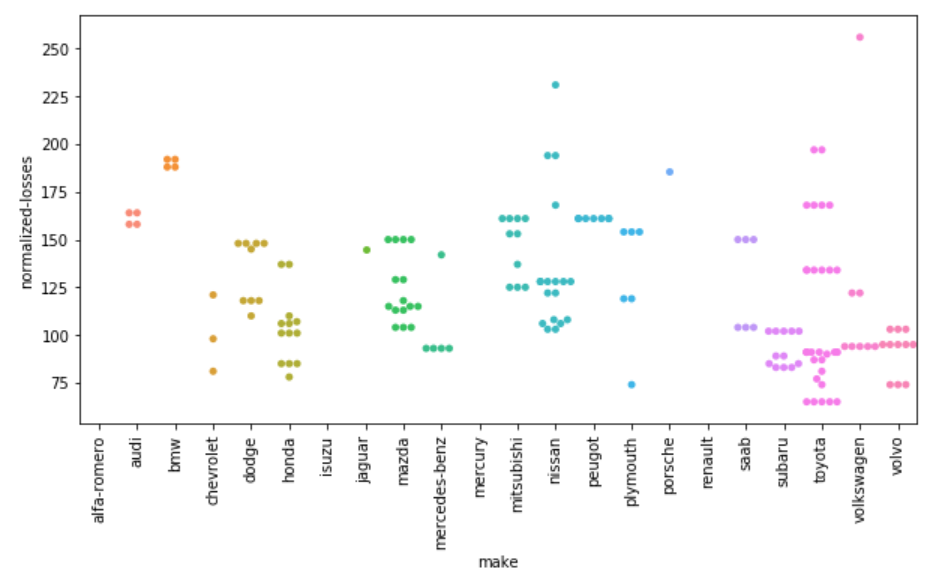 250
225
200
175
150
125
100
75
normalized-losses
alfa-romero
audi
bmw
chevrolet
dodge
honda
isuzu
jaguar
mazda
mercedes-benz
mercury
mitsubishi
nissan
peugot
plymouth
porsche
renault
saab
subaru
toyota
volkswagen
volvo
make